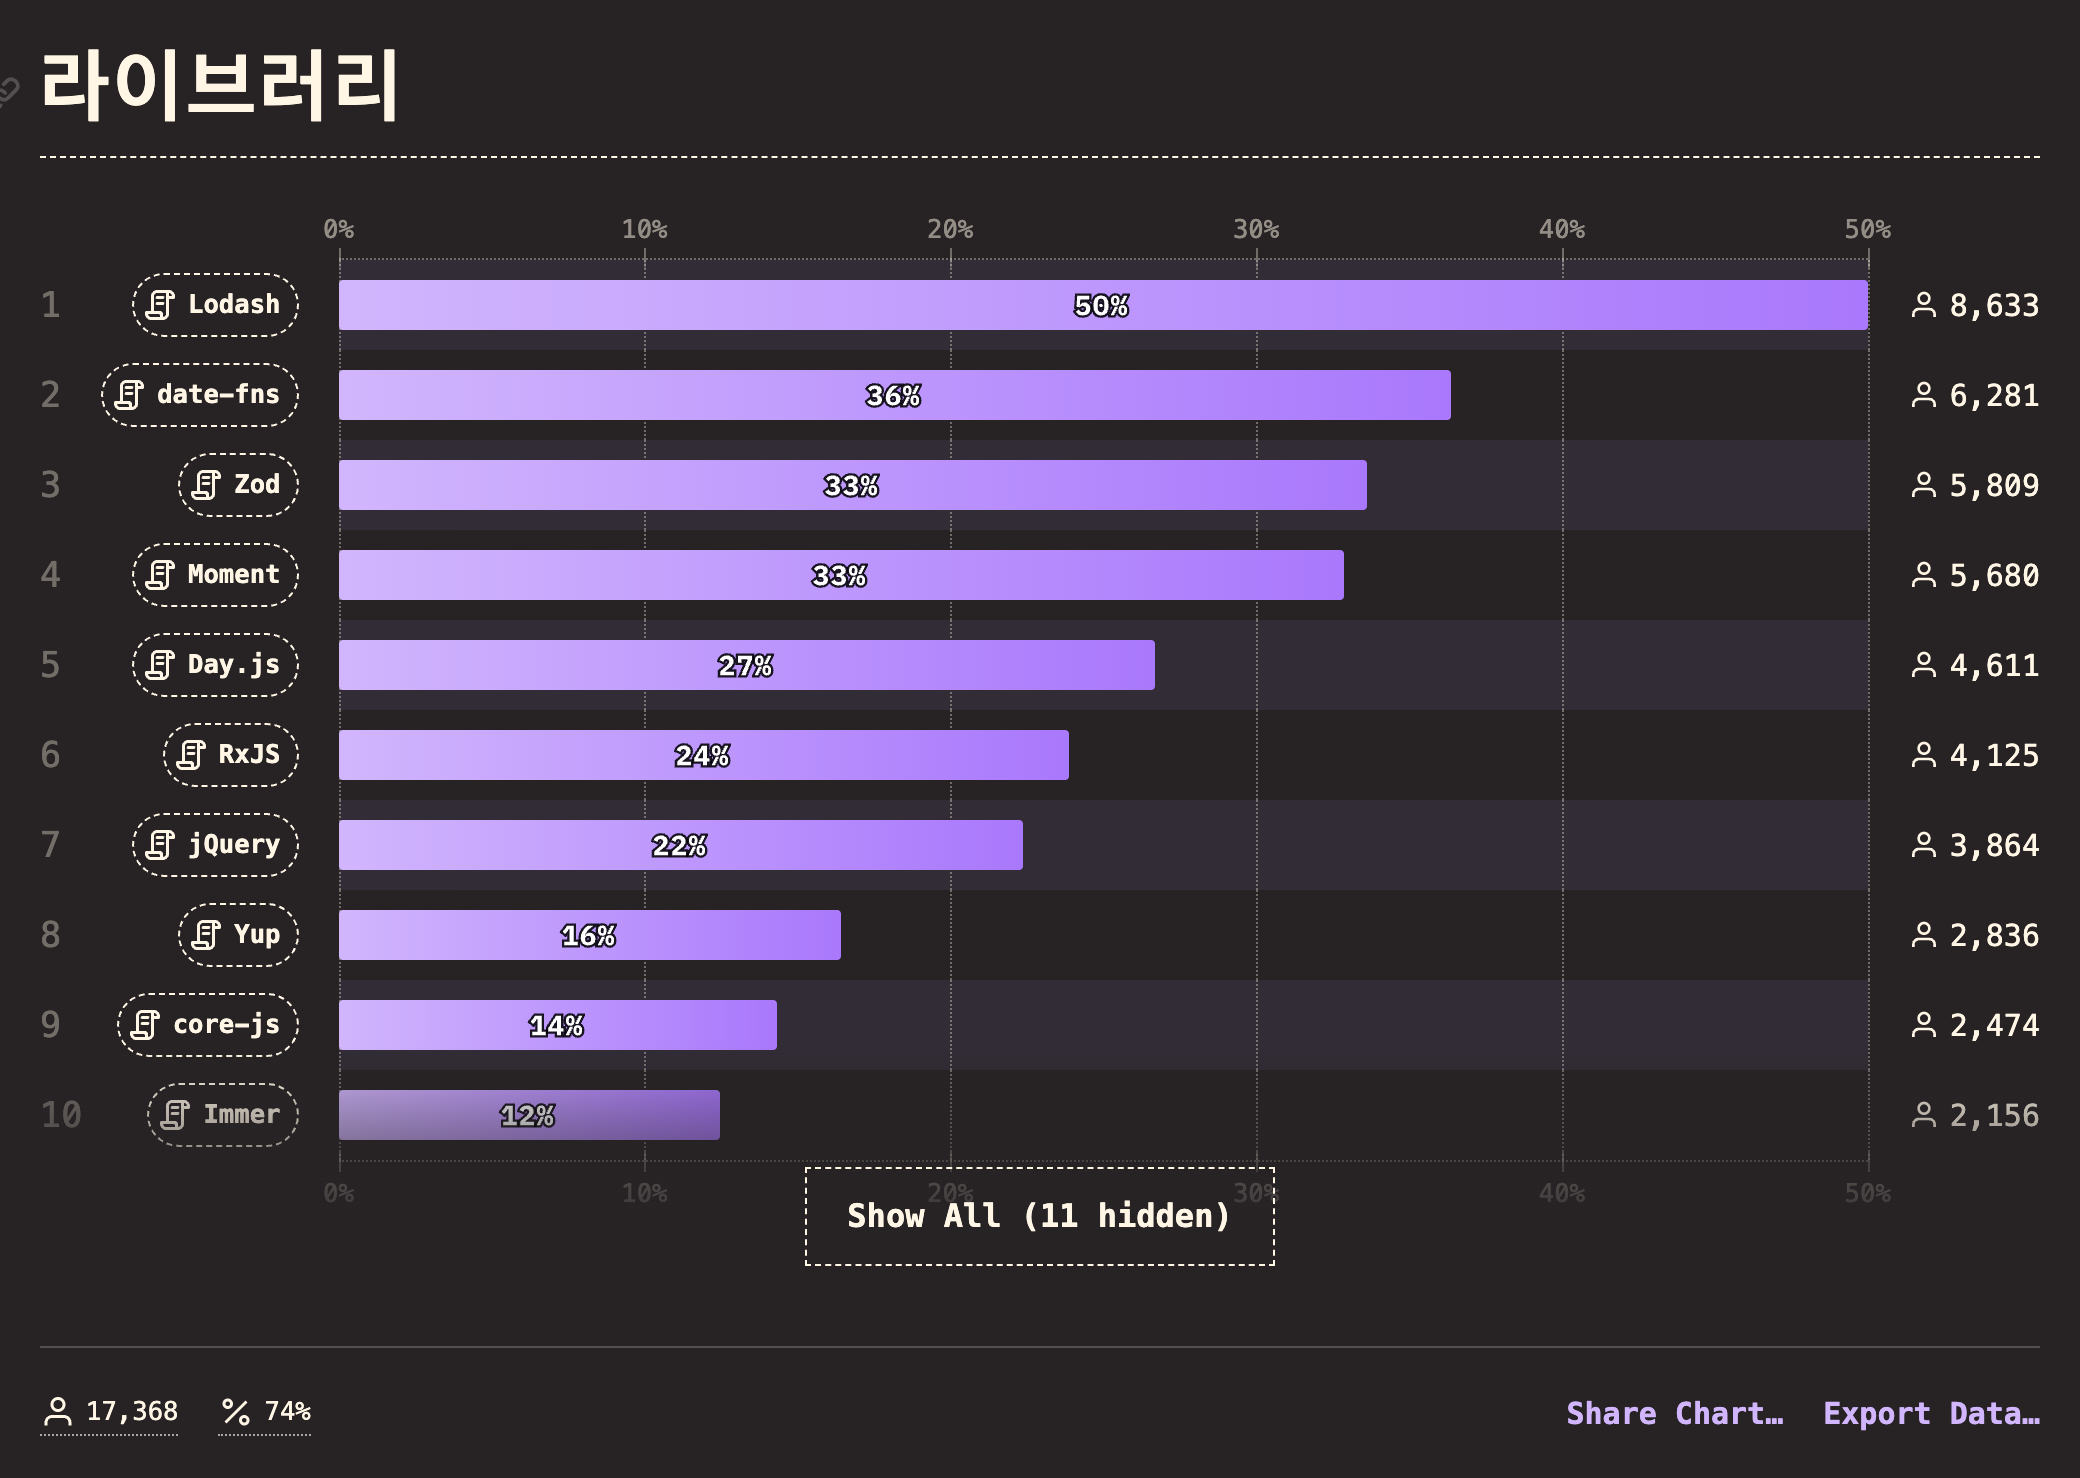 라이브러리
0% 10% 20% 30% 40% 50%
1 Lodash 50% 8,633
2 date-fns 36% 6,281
3 Zod 33% 5,809
4 Moment 33% 5,680
5 Day.js 27% 4,611
6 RxJS 24% 4,125
7 jQuery 22% 3,864
8 Yup 16% 2,836
9 core-js 14% 2,474
10 Immer 12% 2,156
0% 10% 20% 30% 40% 50%
Show All (11 hidden)
17,368 74% Share Chart… Export Data…